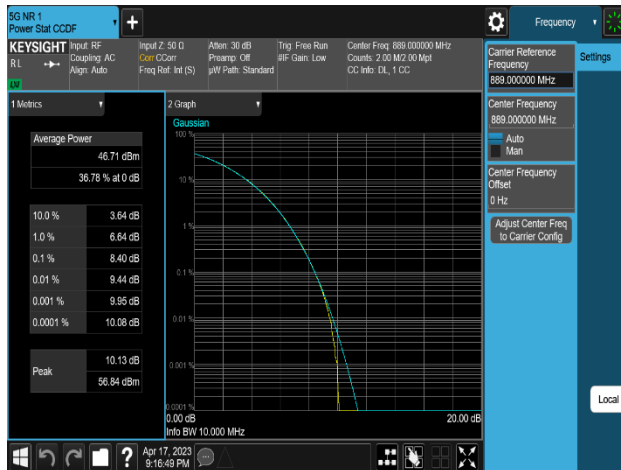 5G NR 1
Power Stat CCDF
Frequency
KEYSIGHT
Input: RF
Coupling: AC
Align: Auto
Input Z: 50 Ω
Corr CCorr
Freq Ref: Int (S)
Atten: 30 dB
Preamp: Off
µW Path: Standard
Trig: Free Run
#IF Gain: Low
Center Freq: 889.000000 MHz
Counts: 2.00 M/2.00 Mpt
CC Info: DL, 1 CC
R L
1 Metrics
Average Power
46.71 dBm
36.78 % at 0 dB
10.0 % 3.64 dB
1.0 % 6.64 dB
0.1 % 8.40 dB
0.01 % 9.44 dB
0.001 % 9.95 dB
0.0001 % 10.08 dB
Peak
10.13 dB
56.84 dBm
2 Graph
Gaussian
100 %
10 %
1 %
0.1 %
0.01 %
0.001 %
0.0001 %
0.00 dB
20.00 dB
Info BW 10.000 MHz
Carrier Reference
Frequency
889.000000 MHz
Center Frequency
889.000000 MHz
Auto
Man
Center Frequency
Offset
0 Hz
Adjust Center Freq
to Carrier Config
Settings
Local
?
Apr 17, 2023
9:16:49 PM